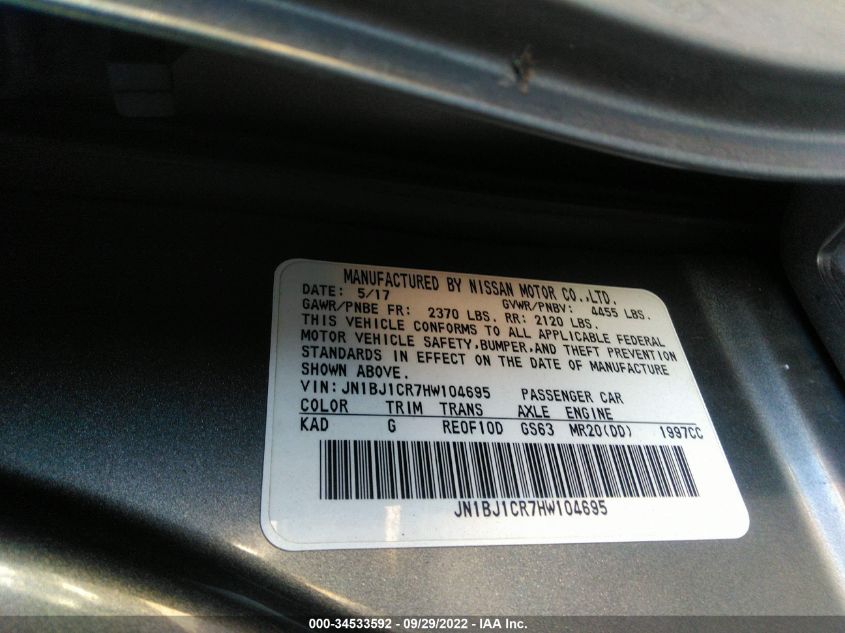 MANUFACTURED BY NISSAN MOTOR CO.,LTD.
DATE: 5/17 GVWR/PNBV: 4455 LBS.
GAWR/PNBE FR: 2370 LBS. RR: 2120 LBS.
THIS VEHICLE CONFORMS TO ALL APPLICABLE FEDERAL
MOTOR VEHICLE SAFETY,BUMPER,AND THEFT PREVENTION
STANDARDS IN EFFECT ON THE DATE OF MANUFACTURE
SHOWN ABOVE.
VIN:JN1BJ1CR7HW104695 PASSENGER CAR
COLOR TRIM TRANS AXLE ENGINE
KAD G RE0F10D GS63 MR20(DD) 1997CC
JN1BJ1CR7HW104695
000-34533592 - 09/29/2022 - IAA Inc.